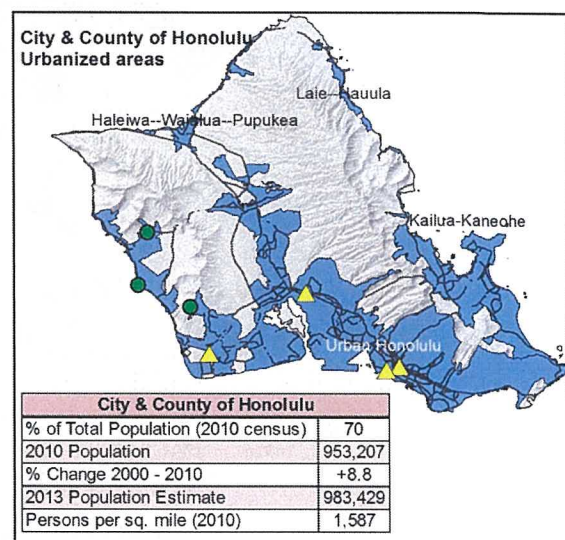 City & County of Honolulu
Urbanized areas
Laie--Hauula
Haleiwa--Waialua--Pupukea
Kailua-Kaneohe
Urban Honolulu
City & County of Honolulu
% of Total Population (2010 census) 70
2010 Population 953,207
% Change 2000 - 2010 +8.8
2013 Population Estimate 983,429
Persons per sq. mile (2010) 1,587